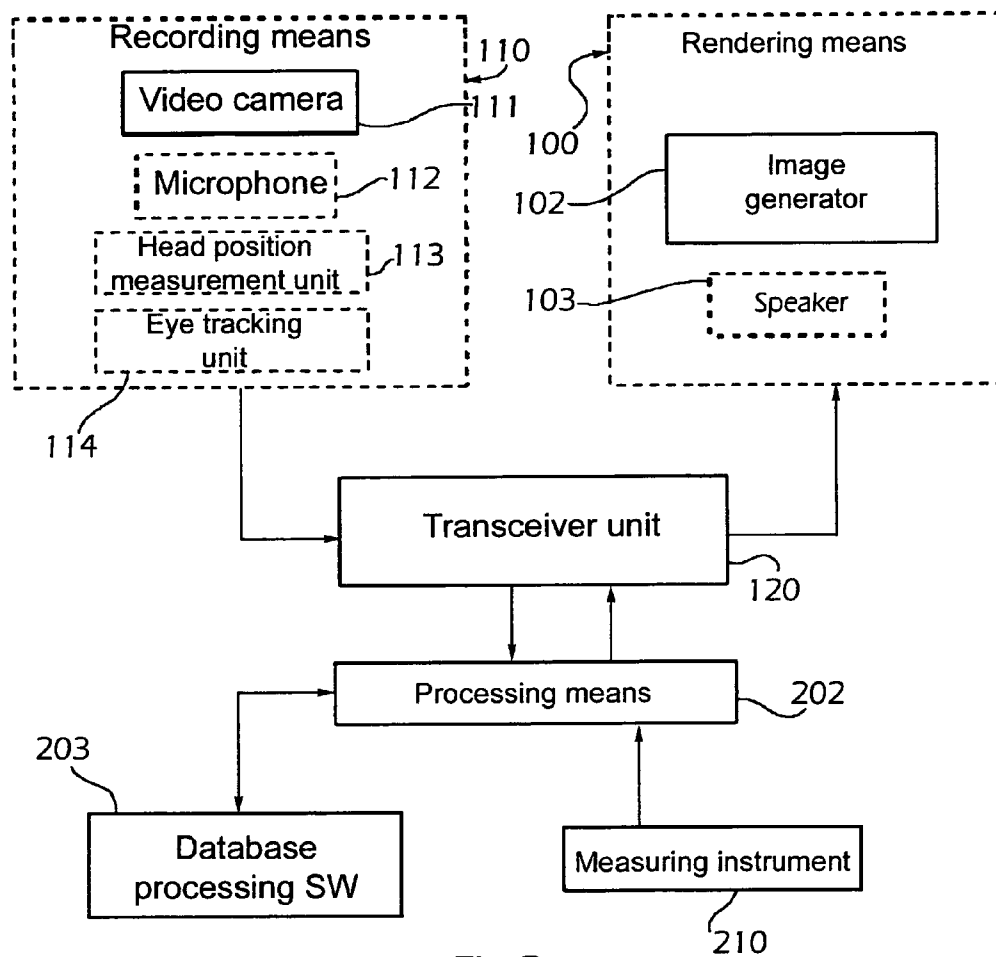 Recording means
Rendering means
110
Video camera
111
100
Microphone
112
Image
generator
102
Head position
measurement unit
113
103
Speaker
Eye tracking
unit
114
Transceiver unit
120
Processing means
202
203
Database
processing SW
Measuring instrument
210